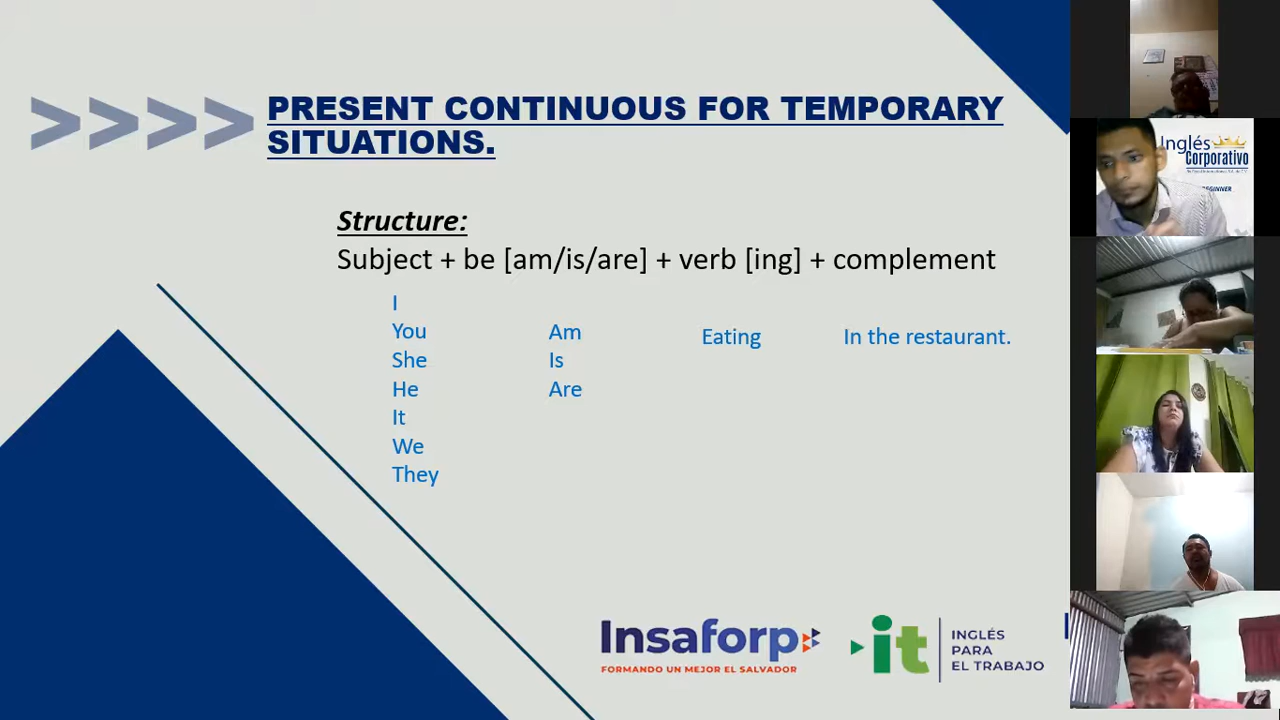 PRESENT CONTINUOUS FOR TEMPORARY
SITUATIONS.
Structure:
Subject + be [am/is/are] + verb [ing] + complement
I
You
She
He
It
We
They
Am
Is
Are
Eating
In the restaurant.
Insaforp
FORMANDO UN MEJOR EL SALVADOR
it
INGLÉS
PARA
EL TRABAJO
Inglés
Corporativo